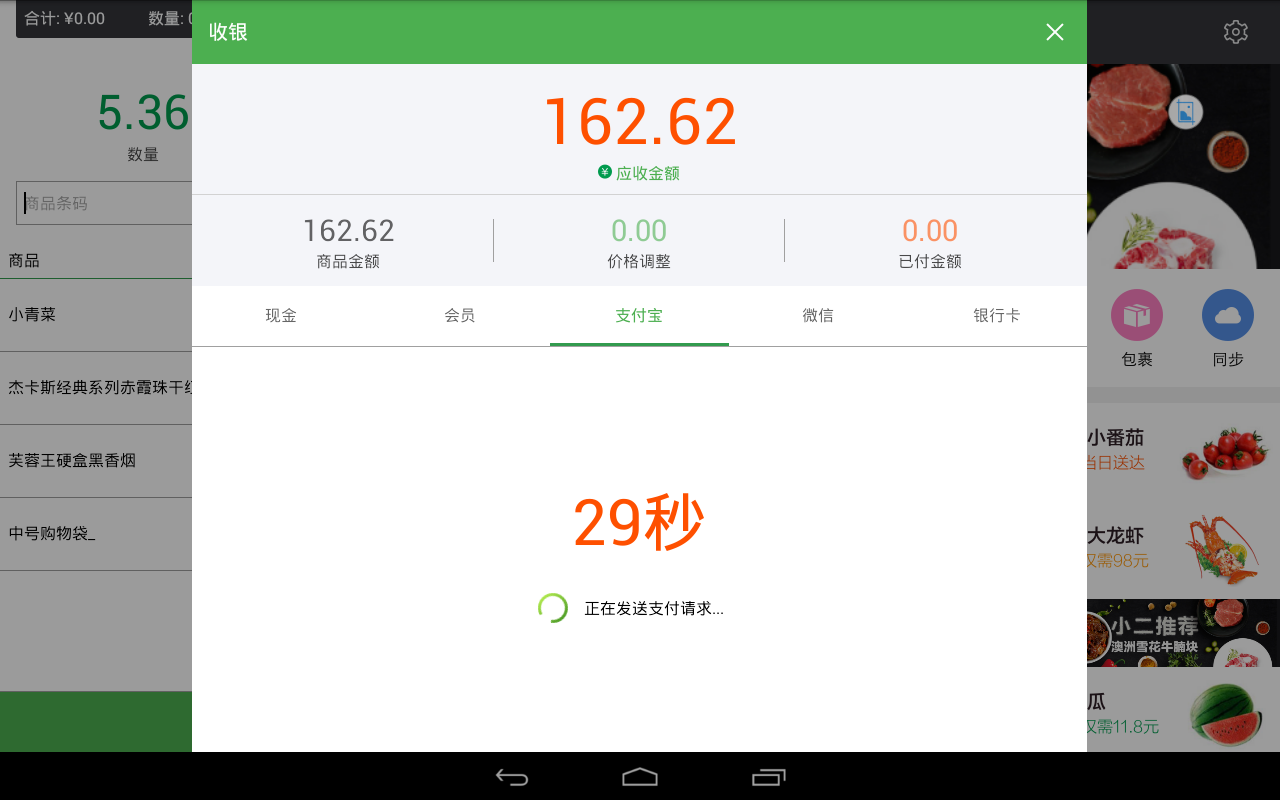 合计: ¥0.00 数量:
收银
5.36
数量
商品条码
商品
小青菜
杰卡斯经典系列赤霞珠干红
芙蓉王硬盒黑香烟
中号购物袋_
162.62
应收金额
162.62 0.00 0.00
商品金额 价格调整 已付金额
现金 会员 支付宝 微信 银行卡
29秒
正在发送支付请求...
包裹 同步
小番茄
当日送达
大龙虾
仅需98元
小二推荐
澳洲雪花牛腩块
瓜
仅需11.8元